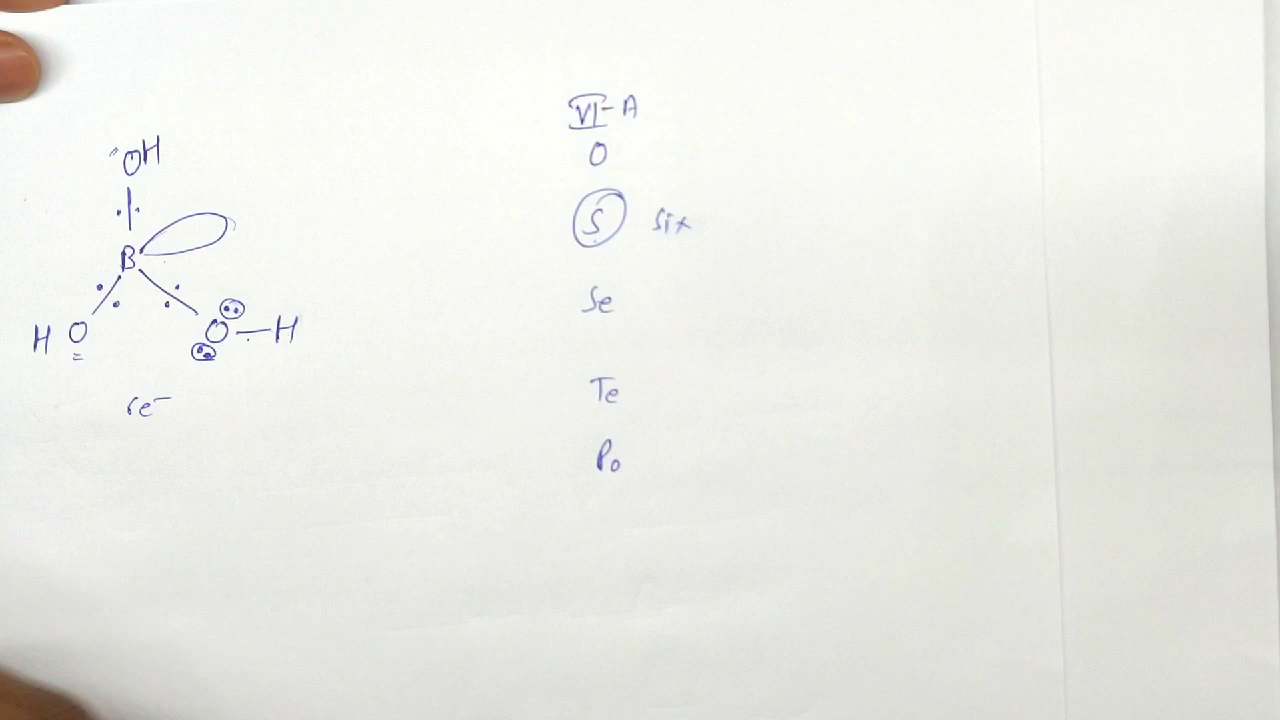 OH
B
H O O-H
6e⁻
VI-A
O
S Six
Se
Te
Po